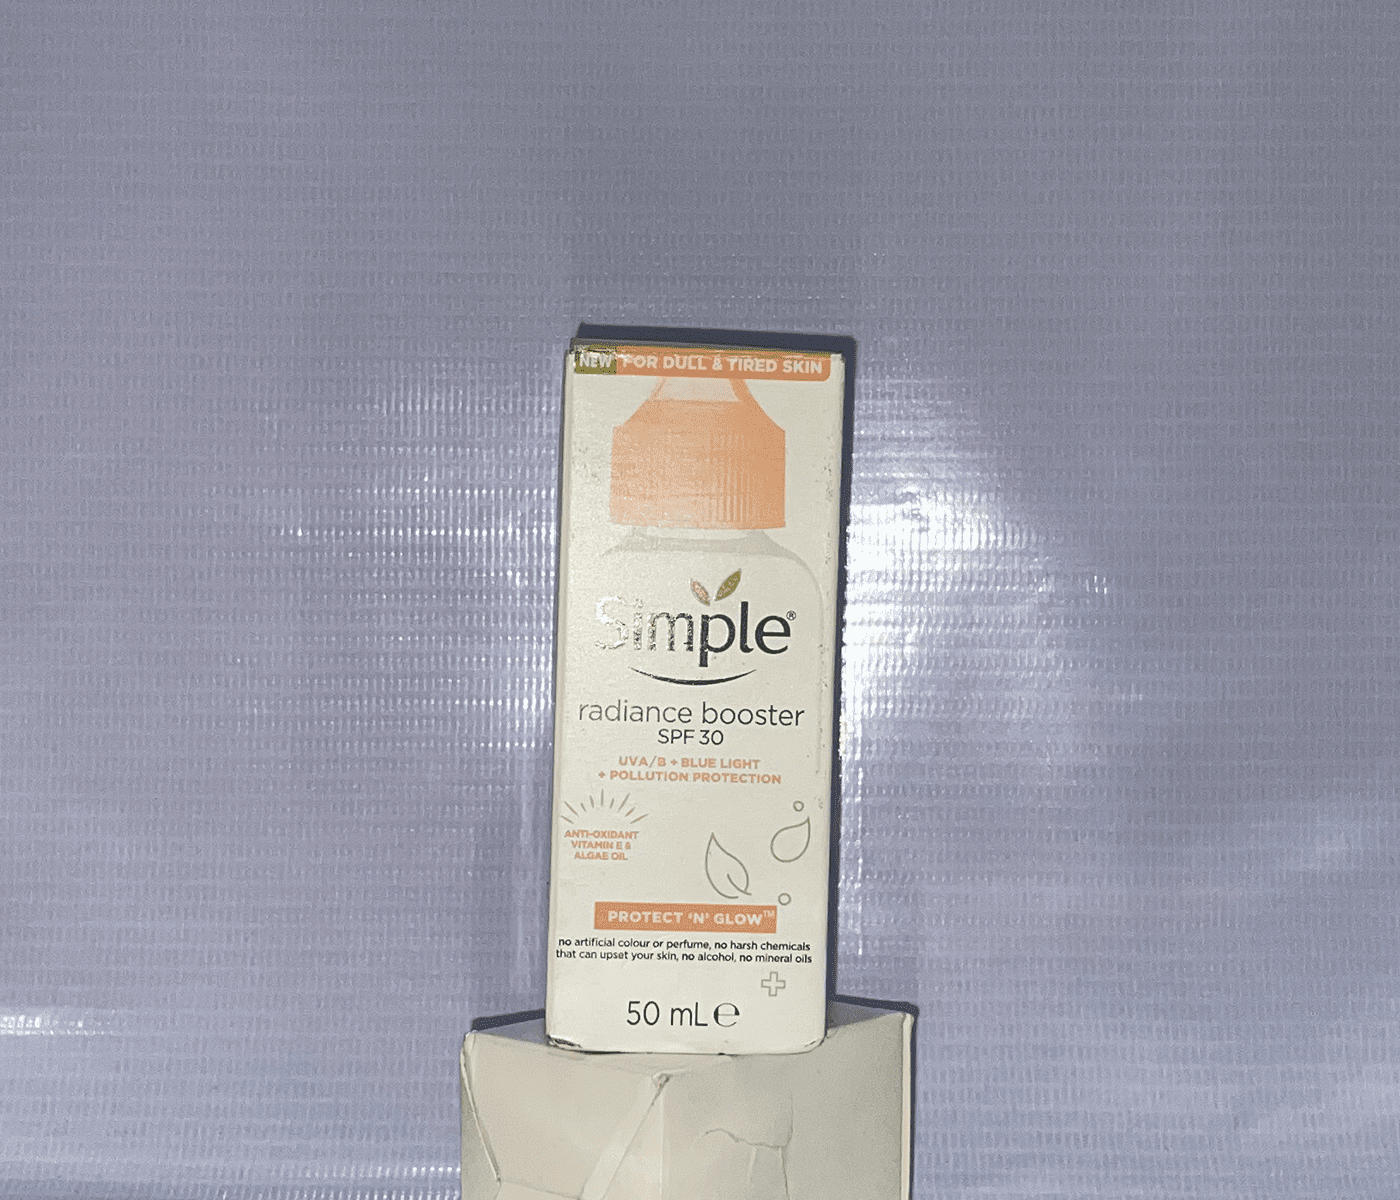 NEW FOR DULL & TIRED SKIN
Simple®
radiance booster
SPF 30
UVA/B + BLUE LIGHT
+ POLLUTION PROTECTION
ANTI-OXIDANT
VITAMIN E &
ALGAE OIL
PROTECT 'N' GLOW™
no artificial colour or perfume, no harsh chemicals
that can upset your skin, no alcohol, no mineral oils
50 mL ℮